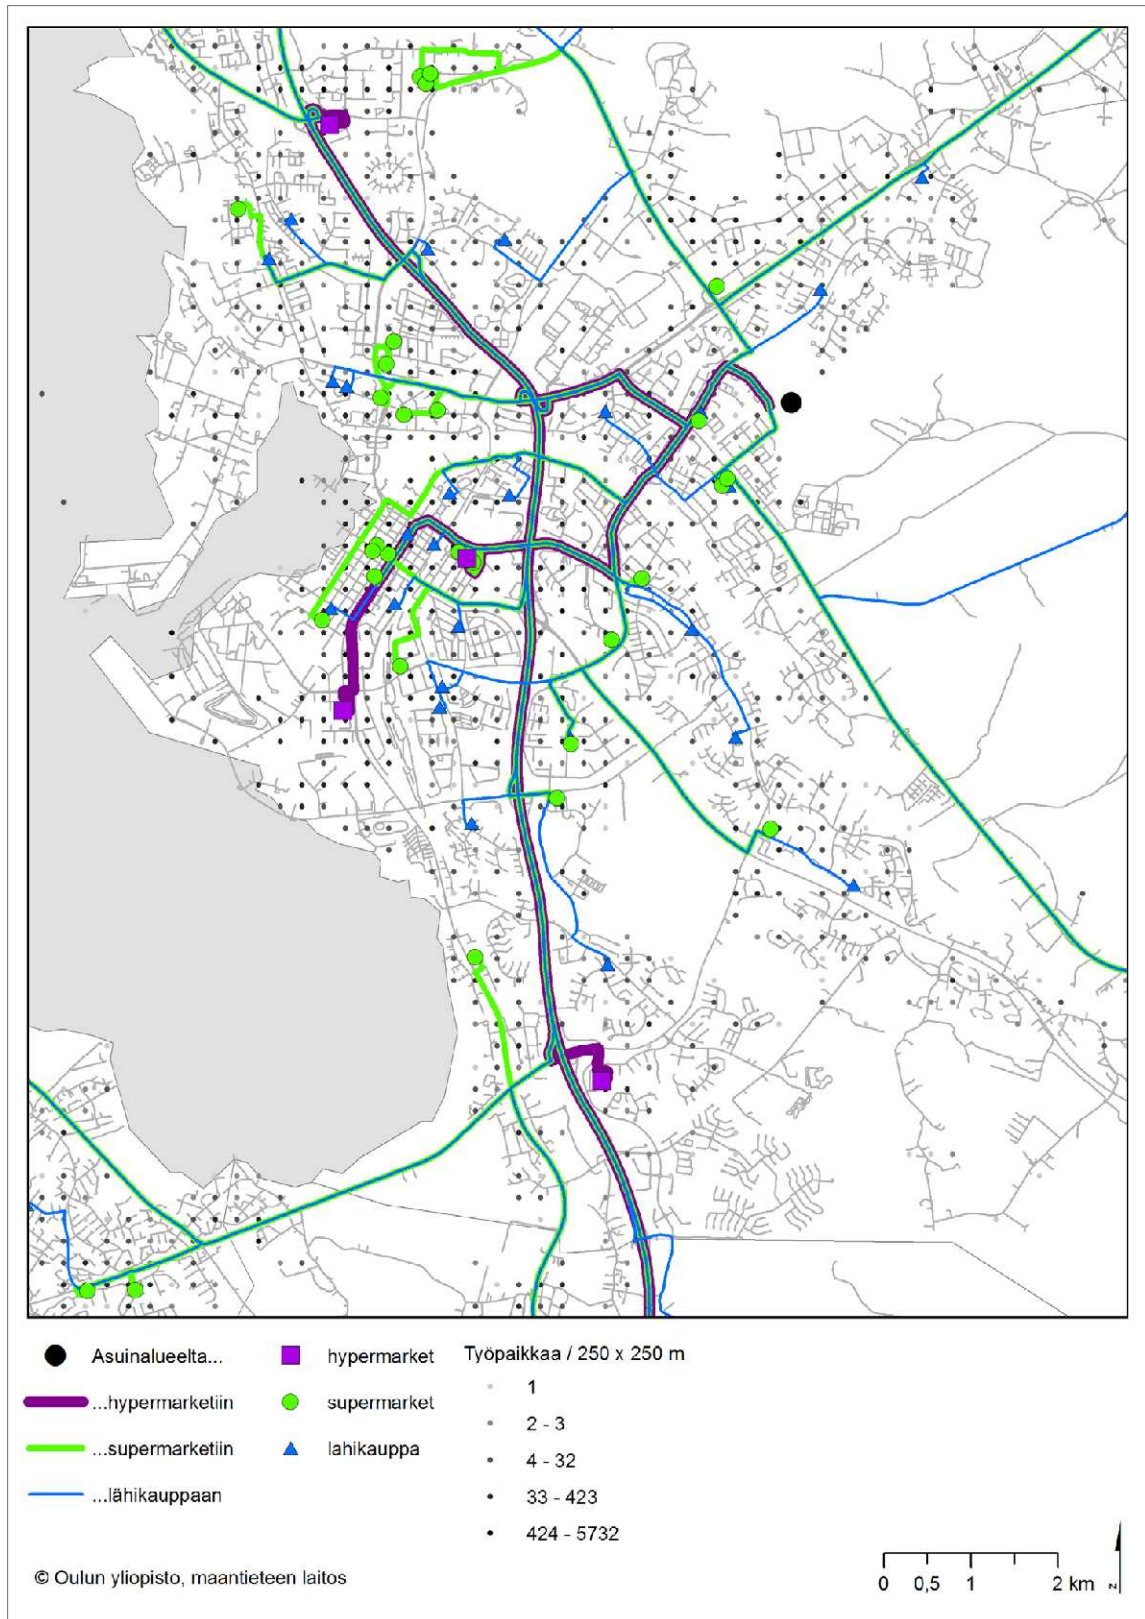 Asuinalueelta...
...hypermarketiin
...supermarketiin
...lähikauppaan
hypermarket
supermarket
lahikauppa
Työpaikkaa / 250 x 250 m
1
2 - 3
4 - 32
33 - 423
424 - 5732
© Oulun yliopisto, maantieteen laitos
0 0,5 1 2 km
N